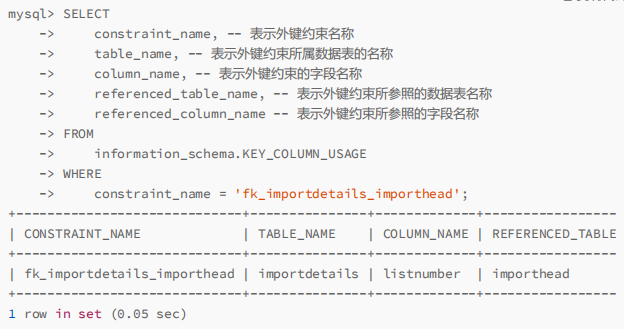 mysql> SELECT
    ->     constraint_name, -- 表示外键约束名称
    ->     table_name, -- 表示外键约束所属数据表的名称
    ->     column_name, -- 表示外键约束的字段名称
    ->     referenced_table_name, -- 表示外键约束所参照的数据表名称
    ->     referenced_column_name -- 表示外键约束所参照的字段名称
    -> FROM
    ->     information_schema.KEY_COLUMN_USAGE
    -> WHERE
    ->     constraint_name = 'fk_importdetails_importhead';
+-----------------------------+---------------+-------------+-----------------
| CONSTRAINT_NAME             | TABLE_NAME    | COLUMN_NAME | REFERENCED_TABLE
+-----------------------------+---------------+-------------+-----------------
| fk_importdetails_importhead | importdetails | listnumber  | importhead
+-----------------------------+---------------+-------------+-----------------
1 row in set (0.05 sec)